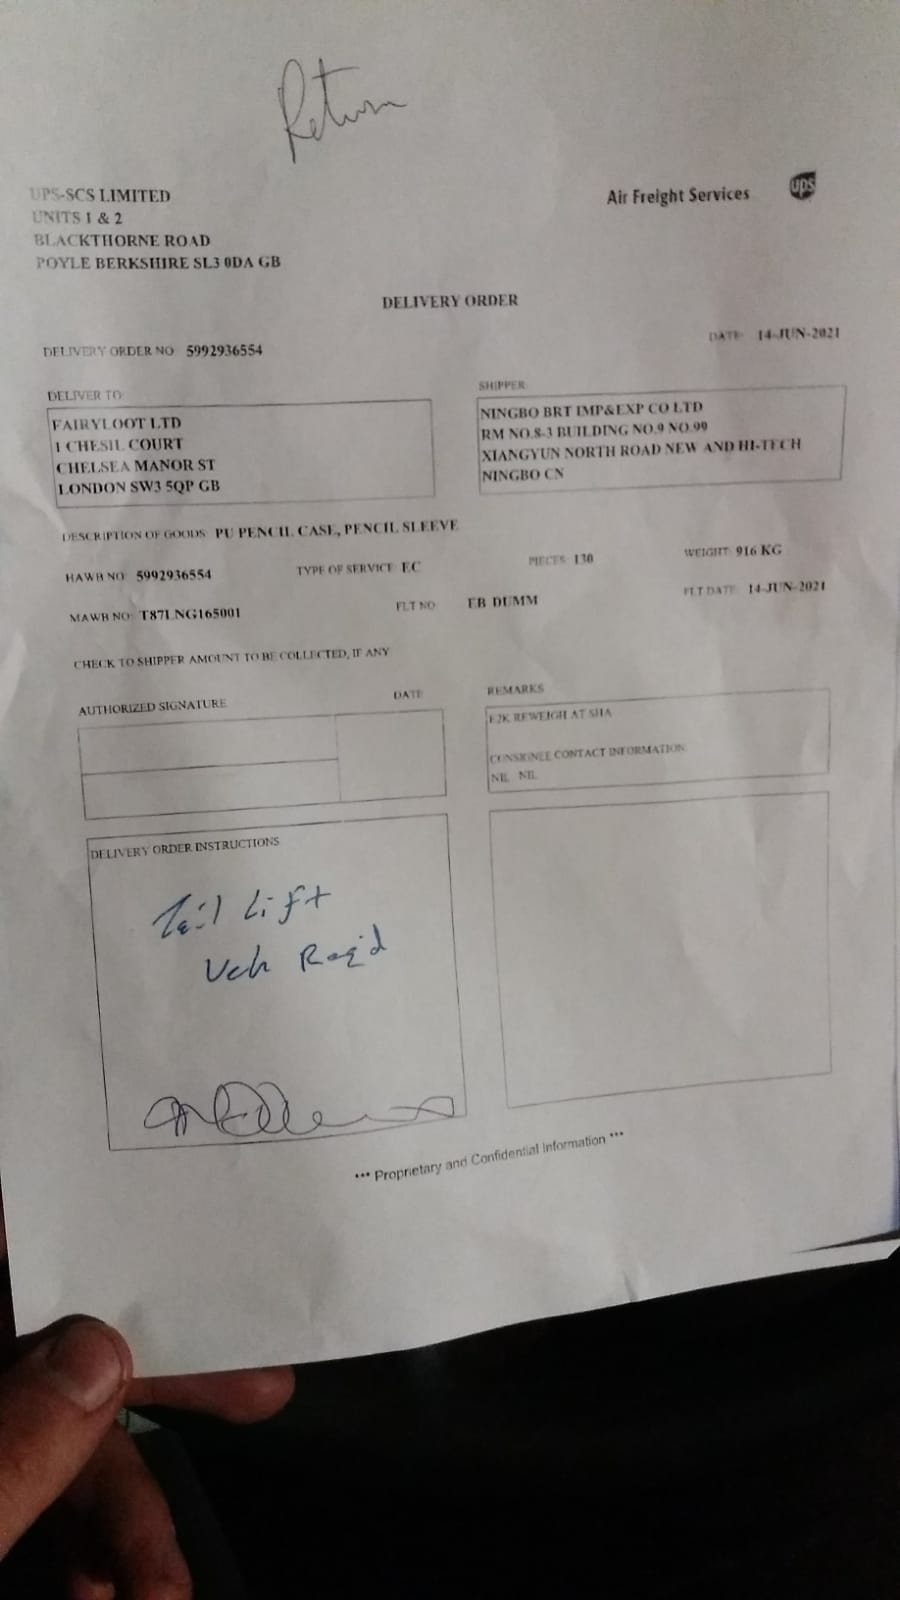 Return
UPS-SCS LIMITED
UNITS 1 & 2
BLACKTHORNE ROAD
POYLE BERKSHIRE SL3 0DA GB
Air Freight Services
ups
DELIVERY ORDER
DELIVERY ORDER NO: 5992936554
DATE: 14-JUN-2021
DELIVER TO:
FAIRYLOOT LTD
1 CHESIL COURT
CHELSEA MANOR ST
LONDON SW3 5QP GB
SHIPPER:
NINGBO BRT IMP&EXP CO LTD
RM NO.8-3 BUILDING NO.9 NO.99
XIANGYUN NORTH ROAD NEW AND HI-TECH
NINGBO CN
DESCRIPTION OF GOODS: PU PENCIL CASE, PENCIL SLEEVE
HAWB NO: 5992936554 TYPE OF SERVICE: EC PIECES: 130 WEIGHT: 916 KG
MAWB NO: T87LNG165001 FLT NO: EB DUMM FLT DATE: 14-JUN-2021
CHECK TO SHIPPER AMOUNT TO BE COLLECTED, IF ANY
AUTHORIZED SIGNATURE DATE
REMARKS
E2K REWEIGH AT SHA
CONSIGNEE CONTACT INFORMATION:
NIL NIL
DELIVERY ORDER INSTRUCTIONS
Tail Lift
Veh Req'd
*** Proprietary and Confidential Information ***